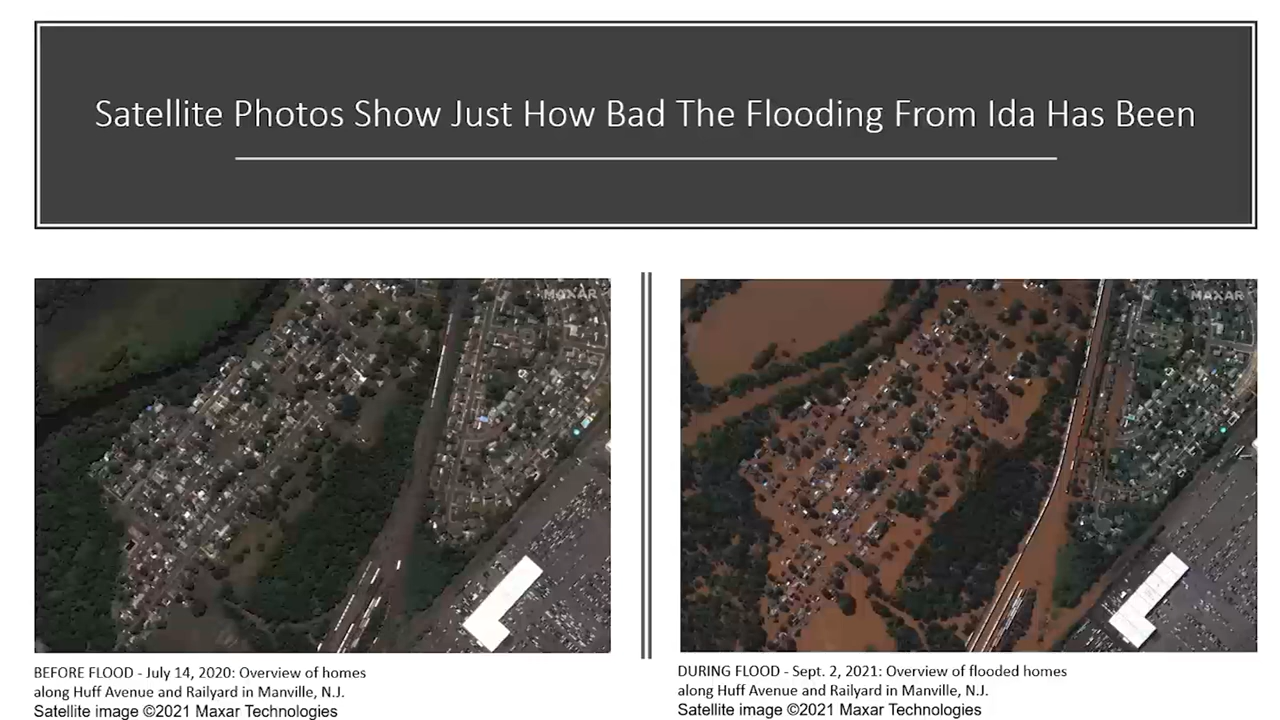 Satellite Photos Show Just How Bad The Flooding From Ida Has Been
MAXAR
MAXAR
BEFORE FLOOD - July 14, 2020: Overview of homes
along Huff Avenue and Railyard in Manville, N.J.
Satellite image ©2021 Maxar Technologies
DURING FLOOD - Sept. 2, 2021: Overview of flooded homes
along Huff Avenue and Railyard in Manville, N.J.
Satellite image ©2021 Maxar Technologies